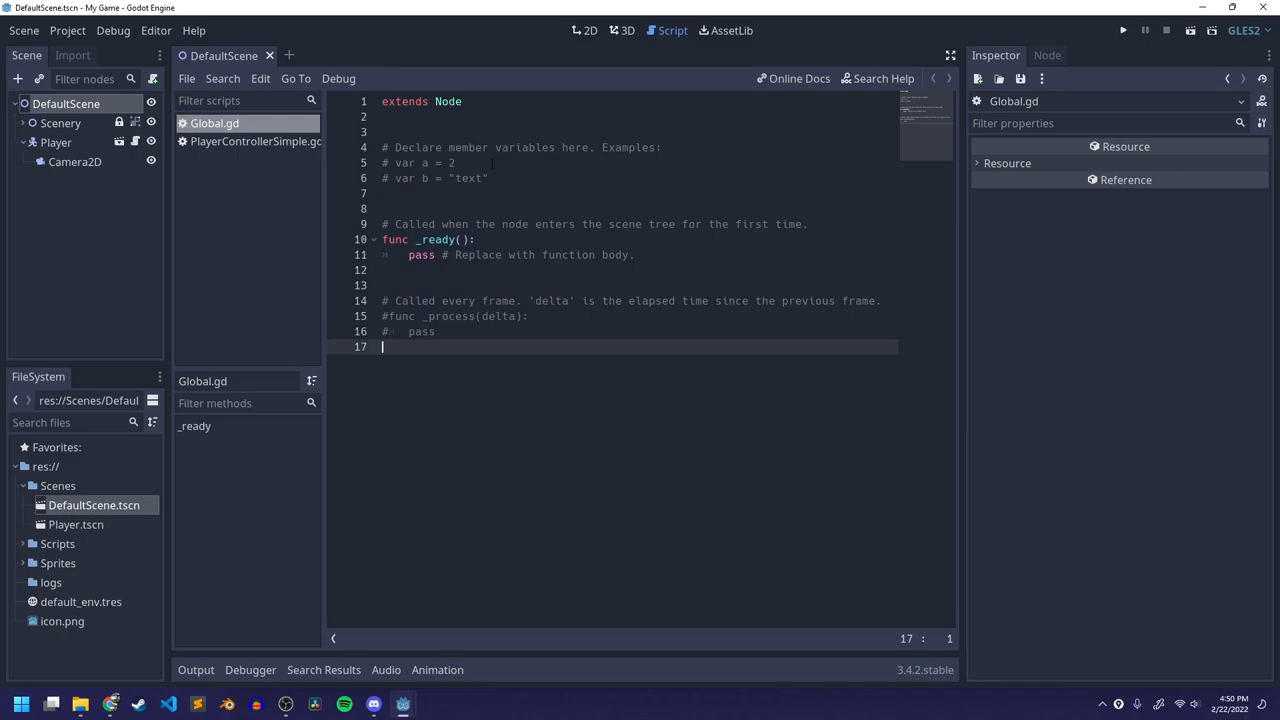 DefaultScene.tscn - My Game - Godot Engine
Scene Project Debug Editor Help
2D 3D Script AssetLib
GLES2
Scene Import
Filter nodes
DefaultScene
Scenery
Player
Camera2D
FileSystem
res://Scenes/Defaul
Search files
Favorites:
res://
Scenes
DefaultScene.tscn
Player.tscn
Scripts
Sprites
logs
default_env.tres
icon.png
DefaultScene
File Search Edit Go To Debug
Online Docs Search Help
Filter scripts
Global.gd
PlayerControllerSimple.gd
Global.gd
Filter methods
_ready
1 extends Node
2
3
4 # Declare member variables here. Examples:
5 # var a = 2
6 # var b = "text"
7
8
9 # Called when the node enters the scene tree for the first time.
10 func _ready():
11 pass # Replace with function body.
12
13
14 # Called every frame. 'delta' is the elapsed time since the previous frame.
15 #func _process(delta):
16 # pass
17
17 : 1
Output Debugger Search Results Audio Animation
3.4.2.stable
Inspector Node
Global.gd
Filter properties
Resource
Resource
Reference
4:50 PM
2/22/2022